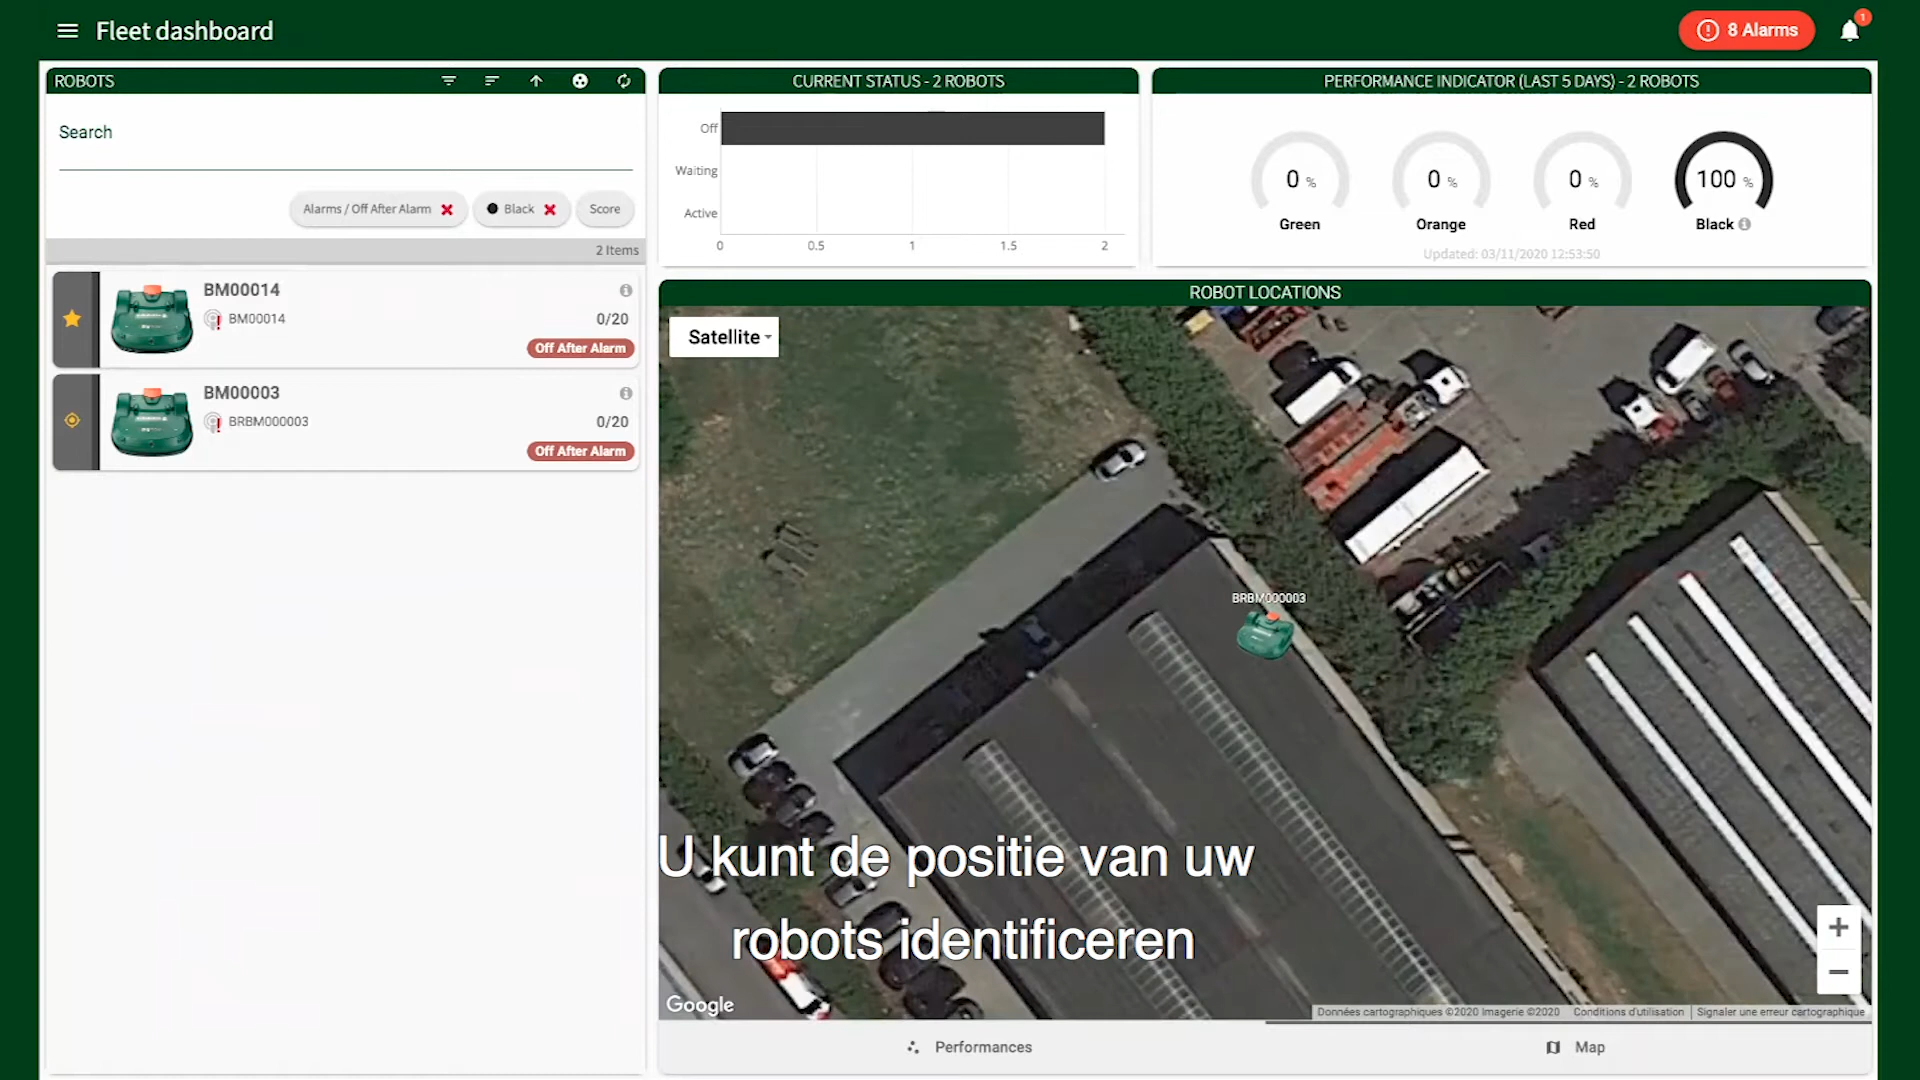 Fleet dashboard
8 Alarms
1
ROBOTS
Search
Alarms / Off After Alarm
Black
Score
2 Items
BM00014
BM00014
0/20
Off After Alarm
BM00003
BRBM000003
0/20
Off After Alarm
CURRENT STATUS - 2 ROBOTS
Off
Waiting
Active
0 0.5 1 1.5 2
PERFORMANCE INDICATOR (LAST 5 DAYS) - 2 ROBOTS
0 % 0 % 0 % 100 %
Green Orange Red Black
Updated: 03/11/2020 12:53:50
ROBOT LOCATIONS
Satellite
BRBM000003
U kunt de positie van uw
robots identificeren
Google
Données cartographiques ©2020 Imagerie ©2020 Conditions d'utilisation Signaler une erreur cartographique
Performances
Map